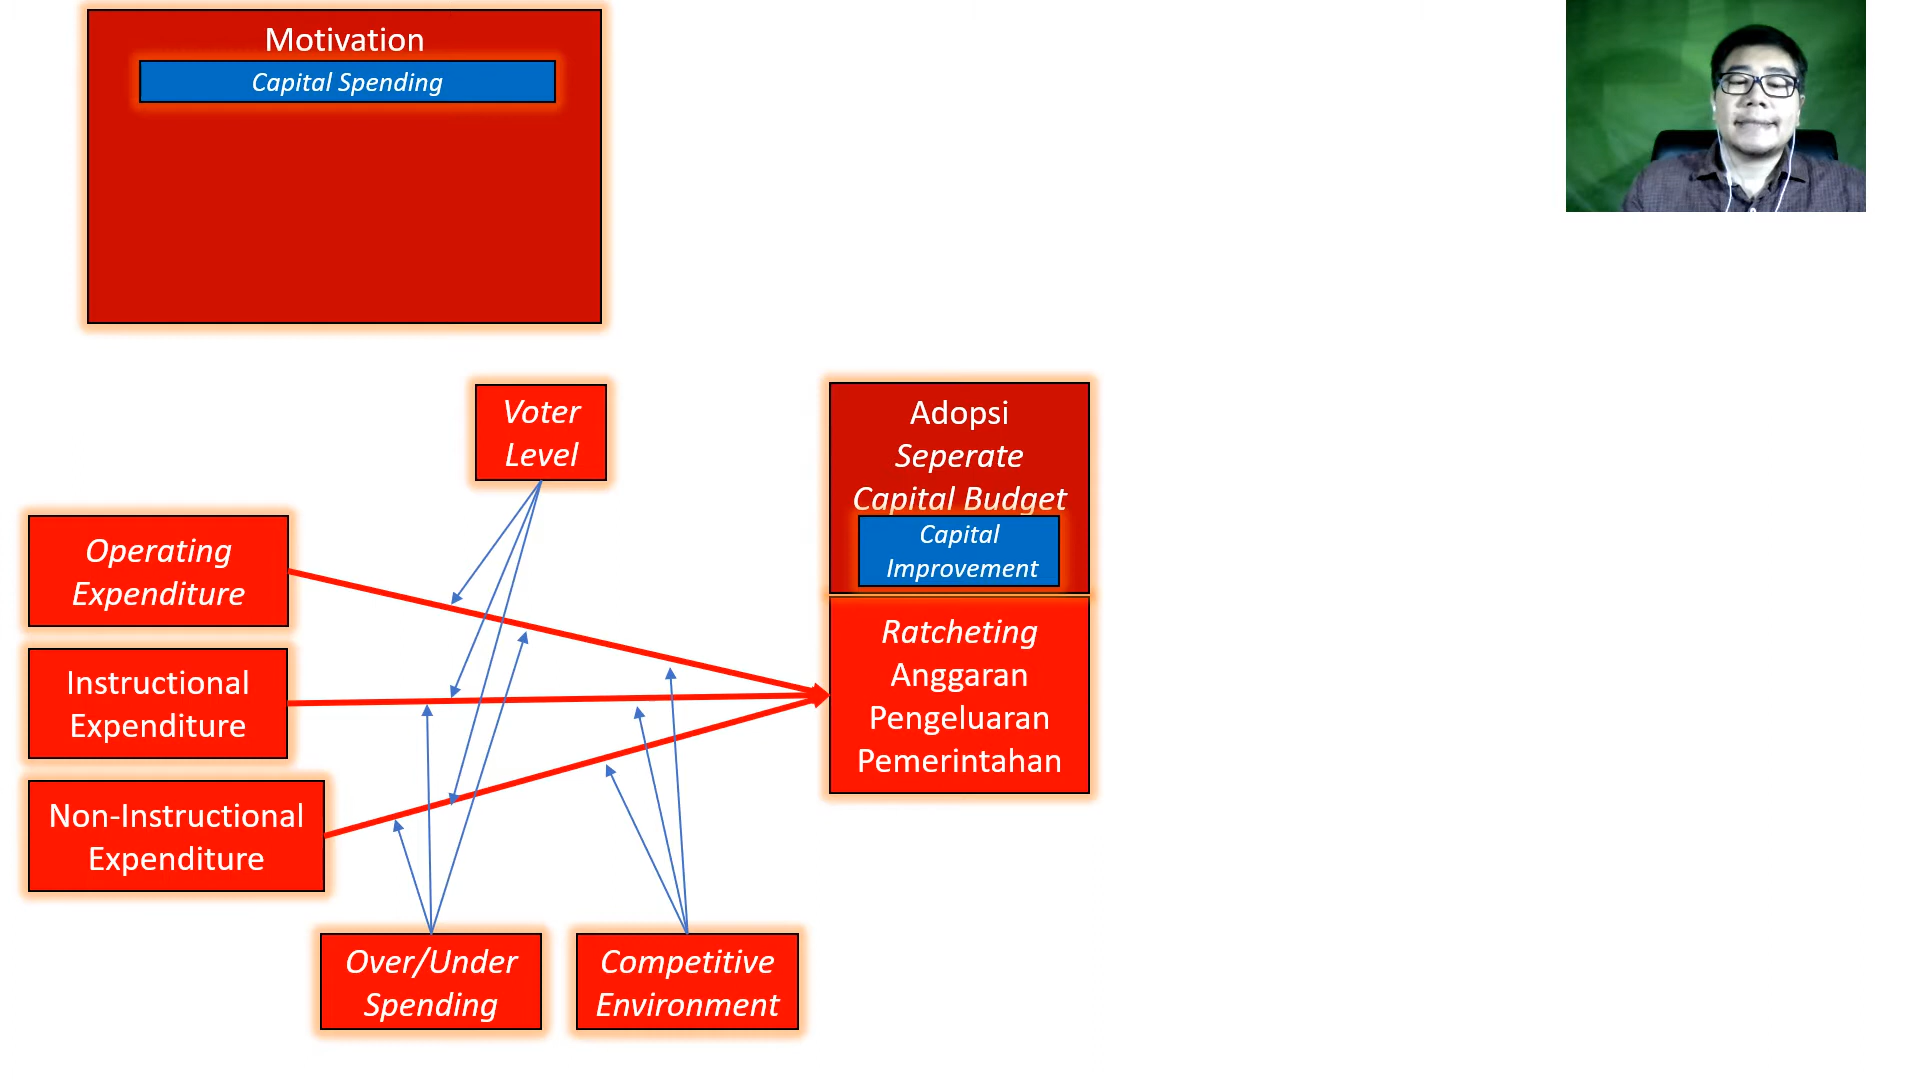 Motivation
Capital Spending
Voter
Level
Adopsi
Seperate
Capital Budget
Capital
Improvement
Operating
Expenditure
Instructional
Expenditure
Non-Instructional
Expenditure
Ratcheting
Anggaran
Pengeluaran
Pemerintahan
Over/Under
Spending
Competitive
Environment